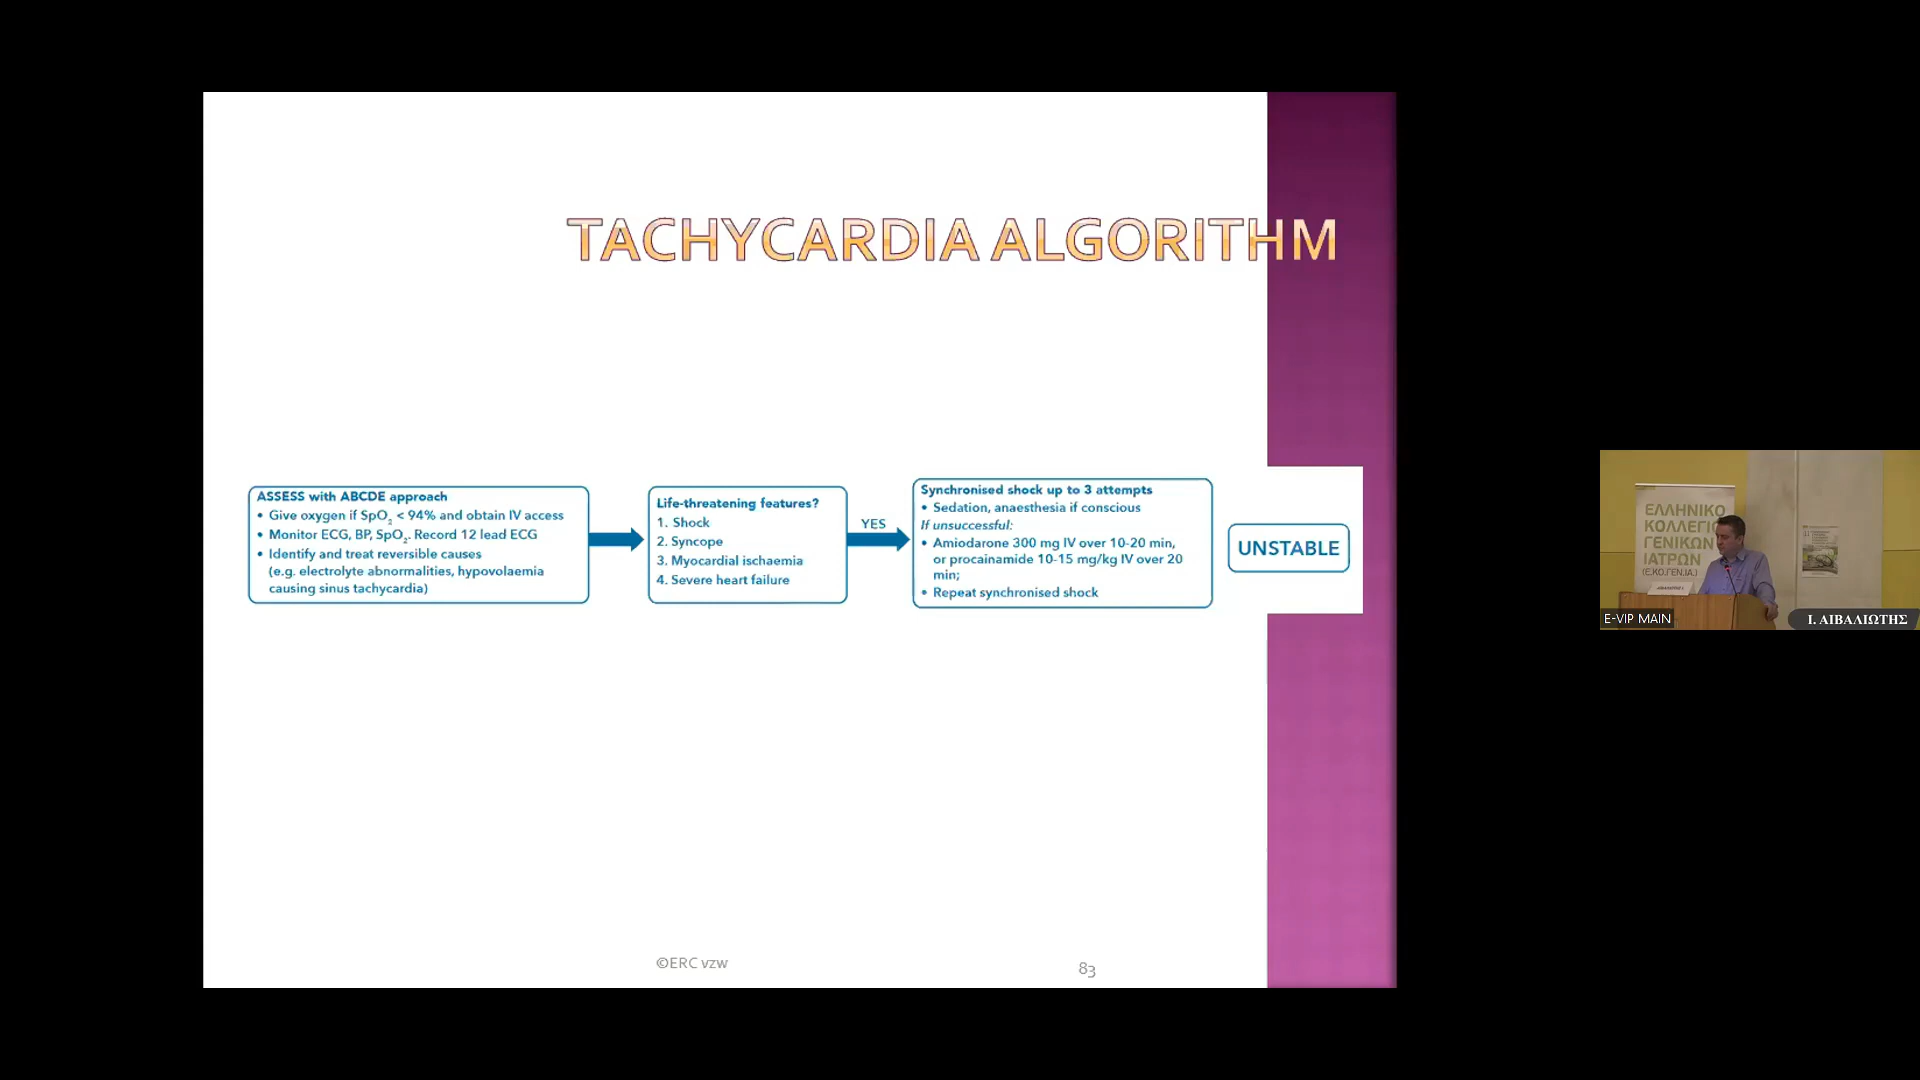 TACHYCARDIA ALGORITHM
ASSESS with ABCDE approach
• Give oxygen if SpO2 < 94% and obtain IV access
• Monitor ECG, BP, SpO2. Record 12 lead ECG
• Identify and treat reversible causes
(e.g. electrolyte abnormalities, hypovolaemia
causing sinus tachycardia)
Life-threatening features?
1. Shock
2. Syncope
3. Myocardial ischaemia
4. Severe heart failure
YES
Synchronised shock up to 3 attempts
• Sedation, anaesthesia if conscious
If unsuccessful:
• Amiodarone 300 mg IV over 10-20 min,
or procainamide 10-15 mg/kg IV over 20
min;
• Repeat synchronised shock
UNSTABLE
©ERC vzw
83
ΕΛΛΗΝΙΚΟ
ΚΟΛΛΕΓΙΟ
ΓΕΝΙΚΩΝ
ΙΑΤΡΩΝ
(Ε.ΚΟ.ΓΕΝ.ΙΑ.)
E-VIP MAIN
Ι. ΑΙΒΑΛΙΩΤΗΣ